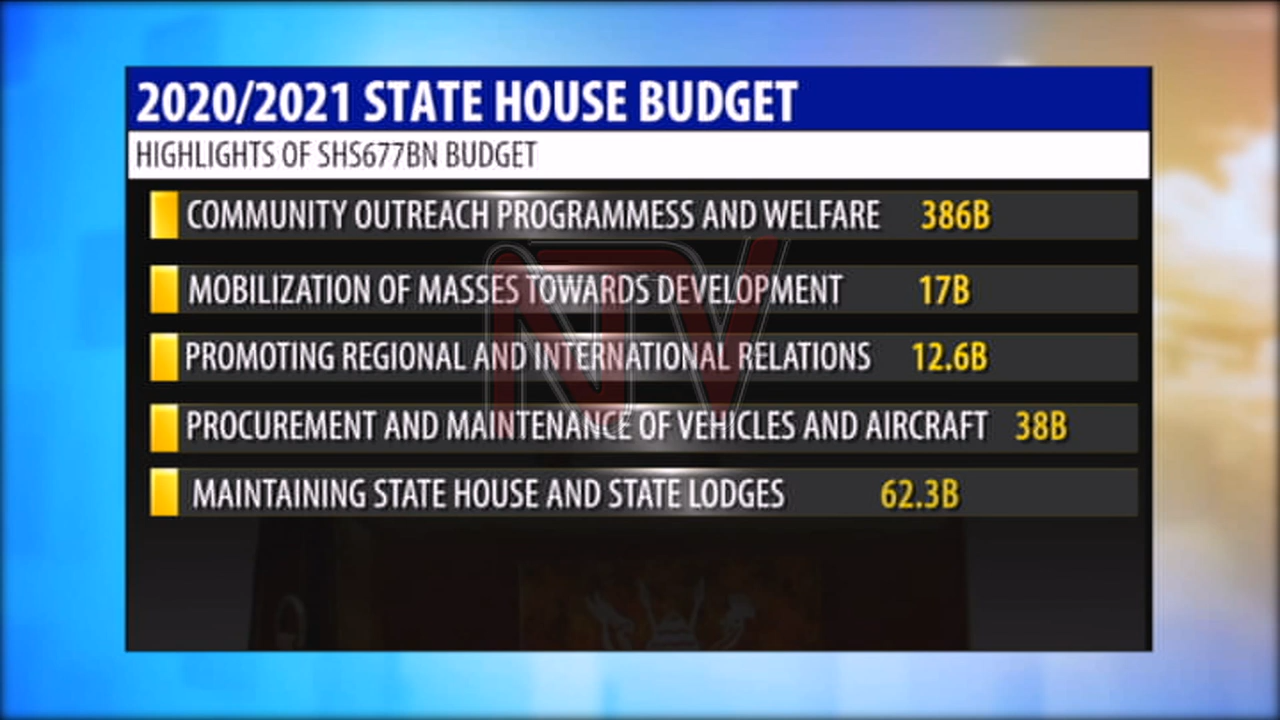 2020/2021 STATE HOUSE BUDGET
HIGHLIGHTS OF SHS677BN BUDGET
COMMUNITY OUTREACH PROGRAMMESS AND WELFARE 386B
MOBILIZATION OF MASSES TOWARDS DEVELOPMENT 17B
NTV
PROMOTING REGIONAL AND INTERNATIONAL RELATIONS 12.6B
PROCUREMENT AND MAINTENANCE OF VEHICLES AND AIRCRAFT 38B
MAINTAINING STATE HOUSE AND STATE LODGES 62.3B